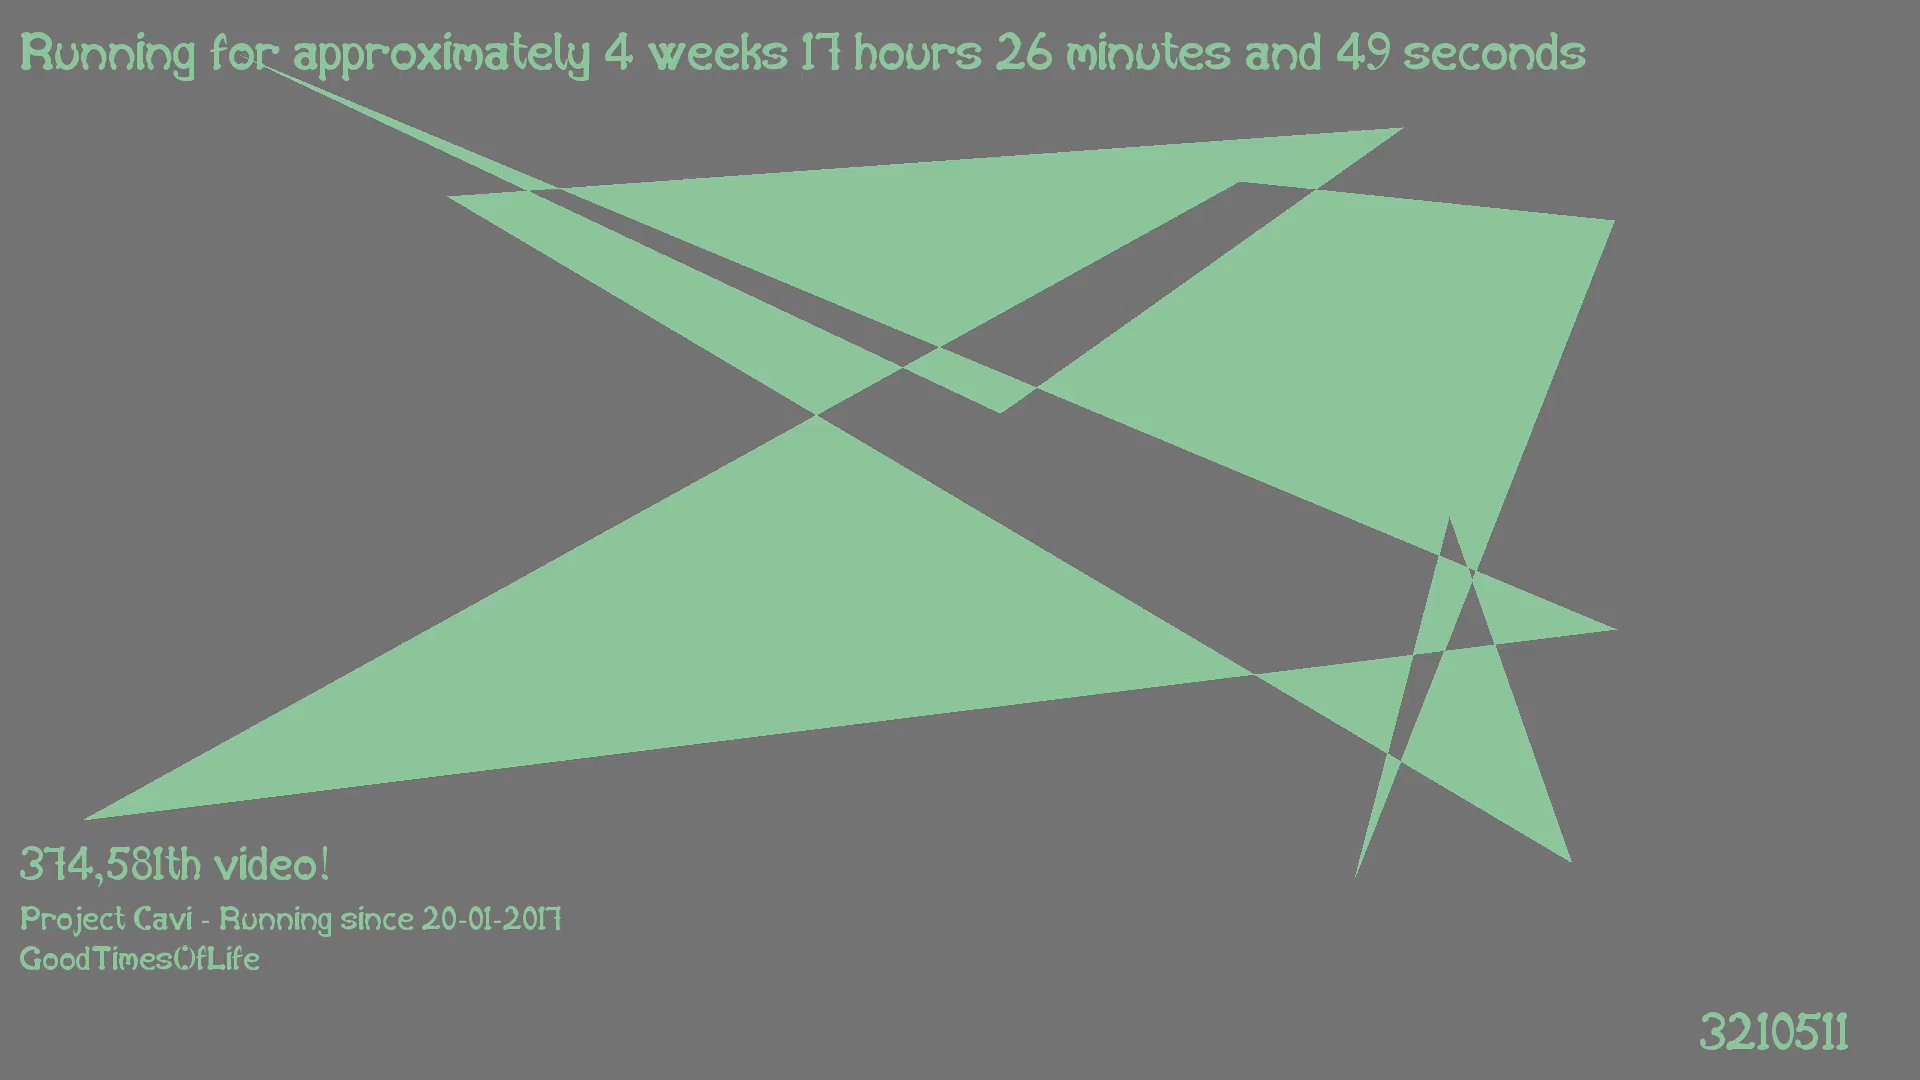 Running for approximately 4 weeks 17 hours 26 minutes and 49 seconds
374,581th video!
Project Cavi - Running since 20-01-2017
GoodTimesOfLife
3210511